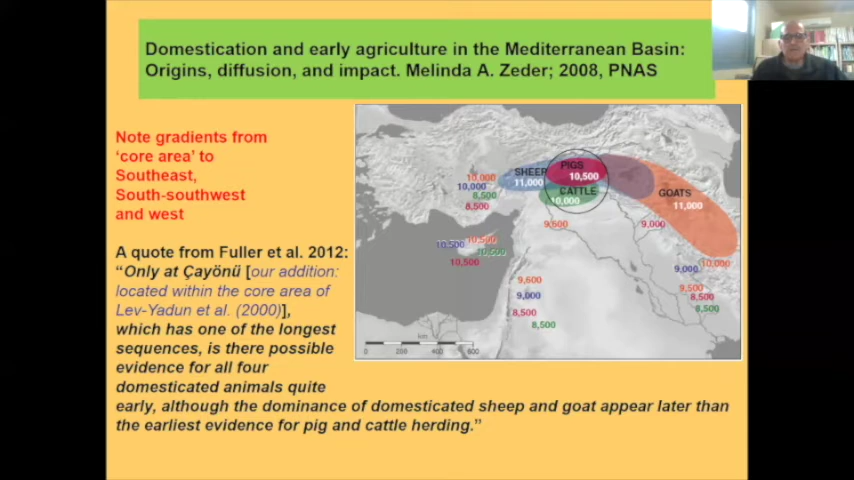 Domestication and early agriculture in the Mediterranean Basin:
Origins, diffusion, and impact. Melinda A. Zeder; 2008, PNAS
Note gradients from
‘core area’ to
Southeast,
South-southwest
and west
A quote from Fuller et al. 2012:
“Only at Çayönü [our addition:
located within the core area of
Lev-Yadun et al. (2000)],
which has one of the longest
sequences, is there possible
evidence for all four
domesticated animals quite
early, although the dominance of domesticated sheep and goat appear later than
the earliest evidence for pig and cattle herding.”
PIGS
10,500
SHEEP
11,000
CATTLE
10,000
GOATS
11,000
10,000
10,000
8,500
8,500
9,600
9,000
10,500
10,500
10,500
10,500
9,000
10,000
9,500
8,500
8,500
9,600
9,000
8,500
8,500
km
0 200 400 600